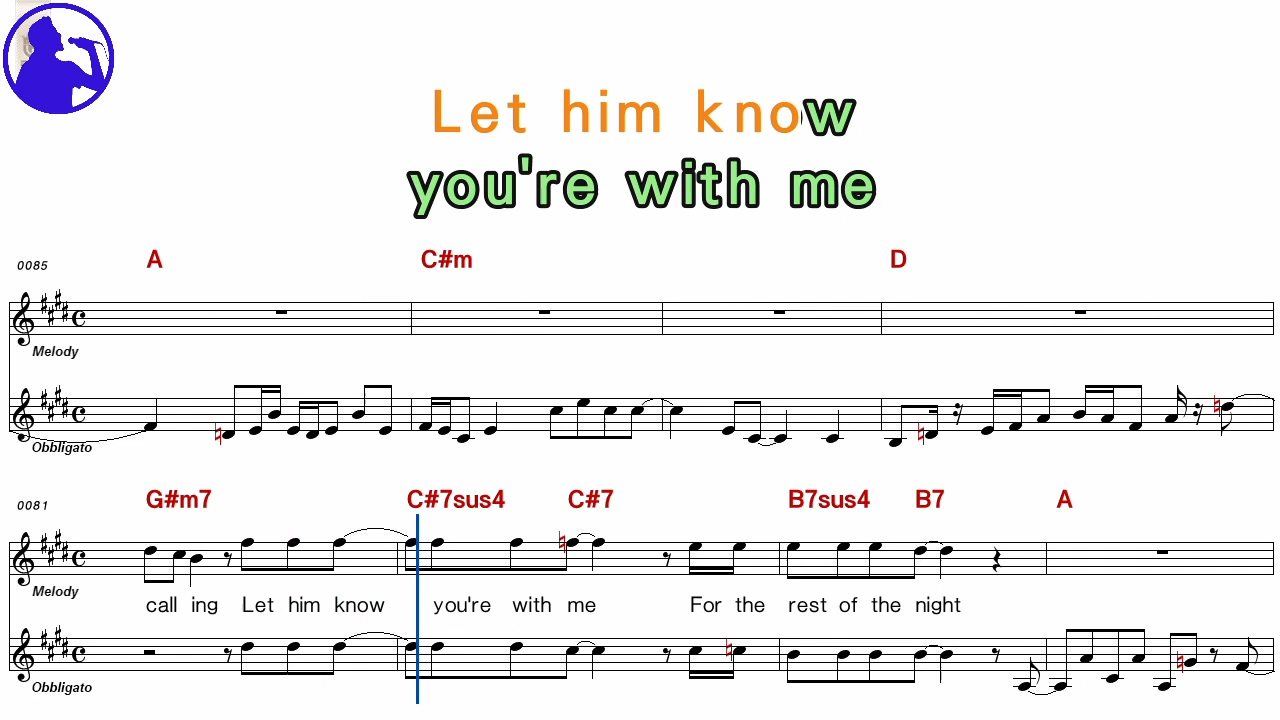 Let him know
you're with me
A C#m D
0085
Melody
Obbligato
G#m7 C#7sus4 C#7 B7sus4 B7 A
0081
Melody
call ing Let him know you're with me For the rest of the night
Obbligato